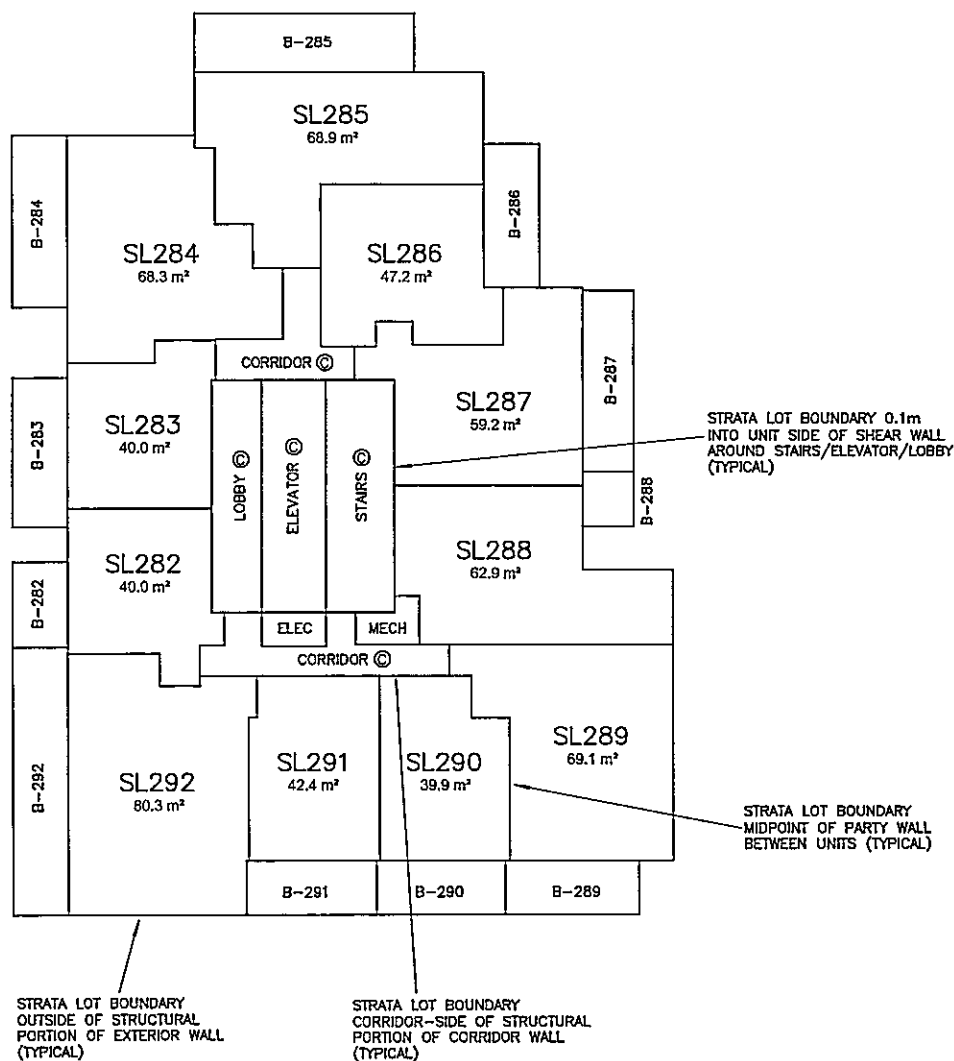 B-285
SL285
68.9 m²
B-284
B-286
SL284
68.3 m²
SL286
47.2 m²
CORRIDOR ©
B-287
SL287
59.2 m²
SL283
40.0 m²
B-283
STRATA LOT BOUNDARY 0.1m
INTO UNIT SIDE OF SHEAR WALL
AROUND STAIRS/ELEVATOR/LOBBY
(TYPICAL)
LOBBY ©
ELEVATOR ©
STAIRS ©
B-288
SL288
62.9 m²
SL282
40.0 m²
B-282
ELEC
MECH
CORRIDOR ©
B-292
SL292
80.3 m²
SL291
42.4 m²
SL290
39.9 m²
SL289
69.1 m²
STRATA LOT BOUNDARY
MIDPOINT OF PARTY WALL
BETWEEN UNITS (TYPICAL)
B-291
B-290
B-289
STRATA LOT BOUNDARY
OUTSIDE OF STRUCTURAL
PORTION OF EXTERIOR WALL
(TYPICAL)
STRATA LOT BOUNDARY
CORRIDOR-SIDE OF STRUCTURAL
PORTION OF CORRIDOR WALL
(TYPICAL)